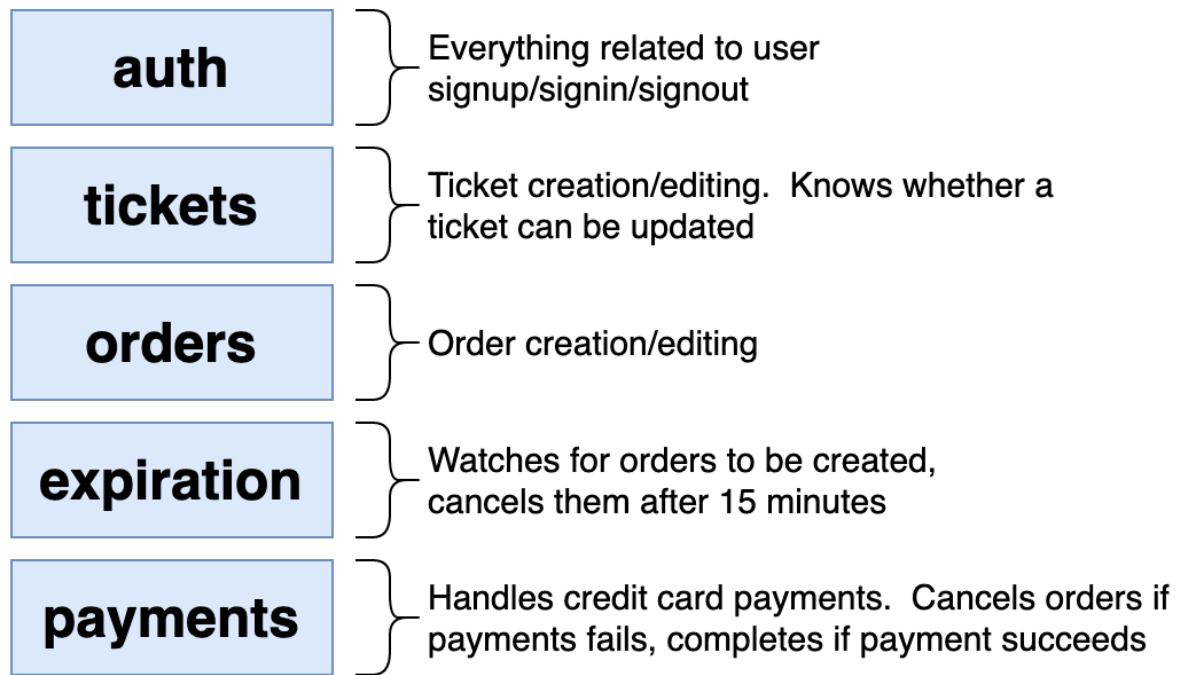 auth
Everything related to user
signup/signin/signout
tickets
Ticket creation/editing.  Knows whether a
ticket can be updated
orders
Order creation/editing
expiration
Watches for orders to be created,
cancels them after 15 minutes
payments
Handles credit card payments.  Cancels orders if
payments fails, completes if payment succeeds